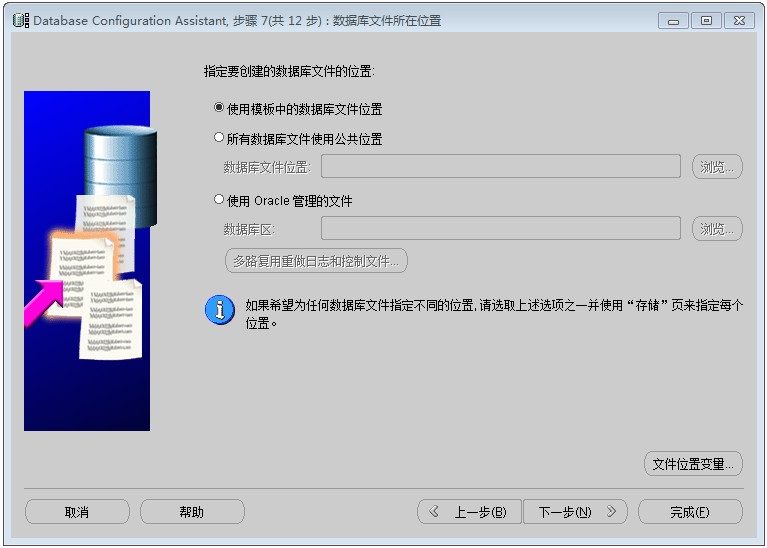 Database Configuration Assistant, 步骤 7(共 12 步) : 数据库文件所在位置
指定要创建的数据库文件的位置:
使用模板中的数据库文件位置
所有数据库文件使用公共位置
数据库文件位置: 浏览...
使用 Oracle 管理的文件
数据库区: 浏览...
多路复用重做日志和控制文件...
如果希望为任何数据库文件指定不同的位置, 请选取上述选项之一并使用 “存储” 页来指定每个
位置。
文件位置变量...
取消 帮助 上一步(B) 下一步(N) 完成(F)